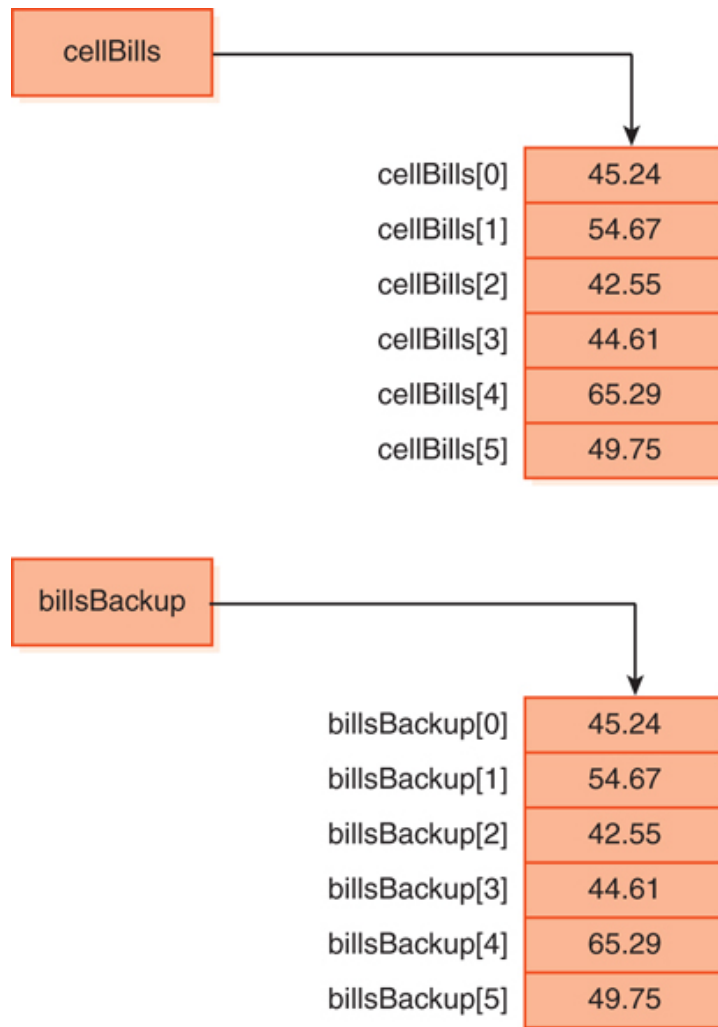 cellBills
cellBills[0] 45.24
cellBills[1] 54.67
cellBills[2] 42.55
cellBills[3] 44.61
cellBills[4] 65.29
cellBills[5] 49.75
billsBackup
billsBackup[0] 45.24
billsBackup[1] 54.67
billsBackup[2] 42.55
billsBackup[3] 44.61
billsBackup[4] 65.29
billsBackup[5] 49.75